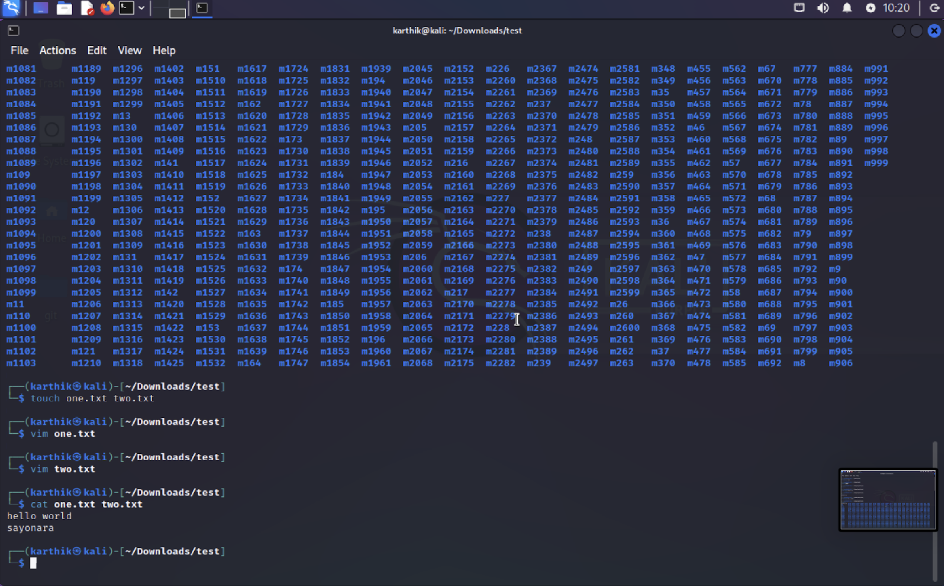 10:20
karthik@kali: ~/Downloads/test
File Actions Edit View Help
m1081 m1189 m1296 m1402 m151 m1617 m1724 m1831 m1939 m2045 m2152 m226 m2367 m2474 m2581 m348 m455 m562 m67 m777 m884 m991
m1082 m119 m1297 m1403 m1510 m1618 m1725 m1832 m194 m2046 m2153 m2260 m2368 m2475 m2582 m349 m456 m563 m670 m778 m885 m992
m1083 m1190 m1298 m1404 m1511 m1619 m1726 m1833 m1940 m2047 m2154 m2261 m2369 m2476 m2583 m35 m457 m564 m671 m779 m886 m993
m1084 m1191 m1299 m1405 m1512 m162 m1727 m1834 m1941 m2048 m2155 m2262 m237 m2477 m2584 m350 m458 m565 m672 m78 m887 m994
m1085 m1192 m13 m1406 m1513 m1620 m1728 m1835 m1942 m2049 m2156 m2263 m2370 m2478 m2585 m351 m459 m566 m673 m780 m888 m995
m1086 m1193 m130 m1407 m1514 m1621 m1729 m1836 m1943 m205 m2157 m2264 m2371 m2479 m2586 m352 m46 m567 m674 m781 m889 m996
m1087 m1194 m1300 m1408 m1515 m1622 m173 m1837 m1944 m2050 m2158 m2265 m2372 m248 m2587 m353 m460 m568 m675 m782 m89 m997
m1088 m1195 m1301 m1409 m1516 m1623 m1730 m1838 m1945 m2051 m2159 m2266 m2373 m2480 m2588 m354 m461 m569 m676 m783 m890 m998
m1089 m1196 m1302 m141 m1517 m1624 m1731 m1839 m1946 m2052 m216 m2267 m2374 m2481 m2589 m355 m462 m57 m677 m784 m891 m999
m109 m1197 m1303 m1410 m1518 m1625 m1732 m184 m1947 m2053 m2160 m2268 m2375 m2482 m259 m356 m463 m570 m678 m785 m892
m1090 m1198 m1304 m1411 m1519 m1626 m1733 m1840 m1948 m2054 m2161 m2269 m2376 m2483 m2590 m357 m464 m571 m679 m786 m893
m1091 m1199 m1305 m1412 m152 m1627 m1734 m1841 m1949 m2055 m2162 m227 m2377 m2484 m2591 m358 m465 m572 m68 m787 m894
m1092 m12 m1306 m1413 m1520 m1628 m1735 m1842 m195 m2056 m2163 m2270 m2378 m2485 m2592 m359 m466 m573 m680 m788 m895
m1093 m120 m1307 m1414 m1521 m1629 m1736 m1843 m1950 m2057 m2164 m2271 m2379 m2486 m2593 m36 m467 m574 m681 m789 m896
m1094 m1200 m1308 m1415 m1522 m163 m1737 m1844 m1951 m2058 m2165 m2272 m238 m2487 m2594 m360 m468 m575 m682 m79 m897
m1095 m1201 m1309 m1416 m1523 m1630 m1738 m1845 m1952 m2059 m2166 m2273 m2380 m2488 m2595 m361 m469 m576 m683 m790 m898
m1096 m1202 m131 m1417 m1524 m1631 m1739 m1846 m1953 m206 m2167 m2274 m2381 m2489 m2596 m362 m47 m577 m684 m791 m899
m1097 m1203 m1310 m1418 m1525 m1632 m174 m1847 m1954 m2060 m2168 m2275 m2382 m249 m2597 m363 m470 m578 m685 m792 m9
m1098 m1204 m1311 m1419 m1526 m1633 m1740 m1848 m1955 m2061 m2169 m2276 m2383 m2490 m2598 m364 m471 m579 m686 m793 m90
m1099 m1205 m1312 m142 m1527 m1634 m1741 m1849 m1956 m2062 m217 m2277 m2384 m2491 m2599 m365 m472 m58 m687 m794 m900
m11 m1206 m1313 m1420 m1528 m1635 m1742 m185 m1957 m2063 m2170 m2278 m2385 m2492 m26 m366 m473 m580 m688 m795 m901
m110 m1207 m1314 m1421 m1529 m1636 m1743 m1850 m1958 m2064 m2171 m2279 m2386 m2493 m260 m367 m474 m581 m689 m796 m902
m1100 m1208 m1315 m1422 m153 m1637 m1744 m1851 m1959 m2065 m2172 m228 m2387 m2494 m2600 m368 m475 m582 m69 m797 m903
m1101 m1209 m1316 m1423 m1530 m1638 m1745 m1852 m196 m2066 m2173 m2280 m2388 m2495 m261 m369 m476 m583 m690 m798 m904
m1102 m121 m1317 m1424 m1531 m1639 m1746 m1853 m1960 m2067 m2174 m2281 m2389 m2496 m262 m37 m477 m584 m691 m799 m905
m1103 m1210 m1318 m1425 m1532 m164 m1747 m1854 m1961 m2068 m2175 m2282 m239 m2497 m263 m370 m478 m585 m692 m8 m906
┌──(karthik㉿kali)-[~/Downloads/test]
└─$ touch one.txt two.txt
┌──(karthik㉿kali)-[~/Downloads/test]
└─$ vim one.txt
┌──(karthik㉿kali)-[~/Downloads/test]
└─$ vim two.txt
┌──(karthik㉿kali)-[~/Downloads/test]
└─$ cat one.txt two.txt
hello world
sayonara
┌──(karthik㉿kali)-[~/Downloads/test]
└─$